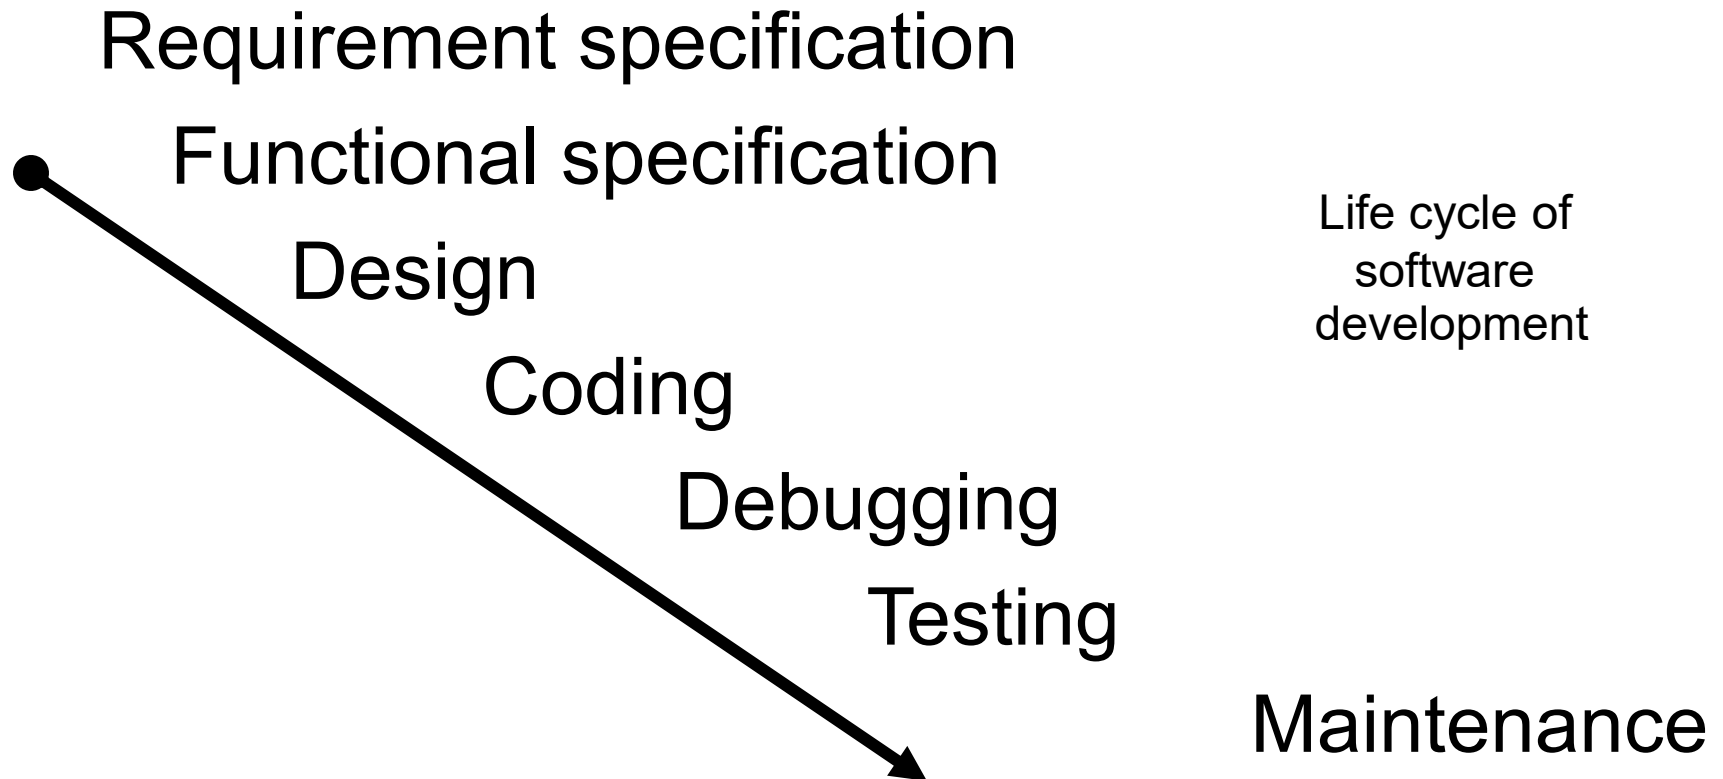 Requirement specification
Functional specification
Design
Coding
Debugging
Testing
Maintenance
Life cycle of
software
development